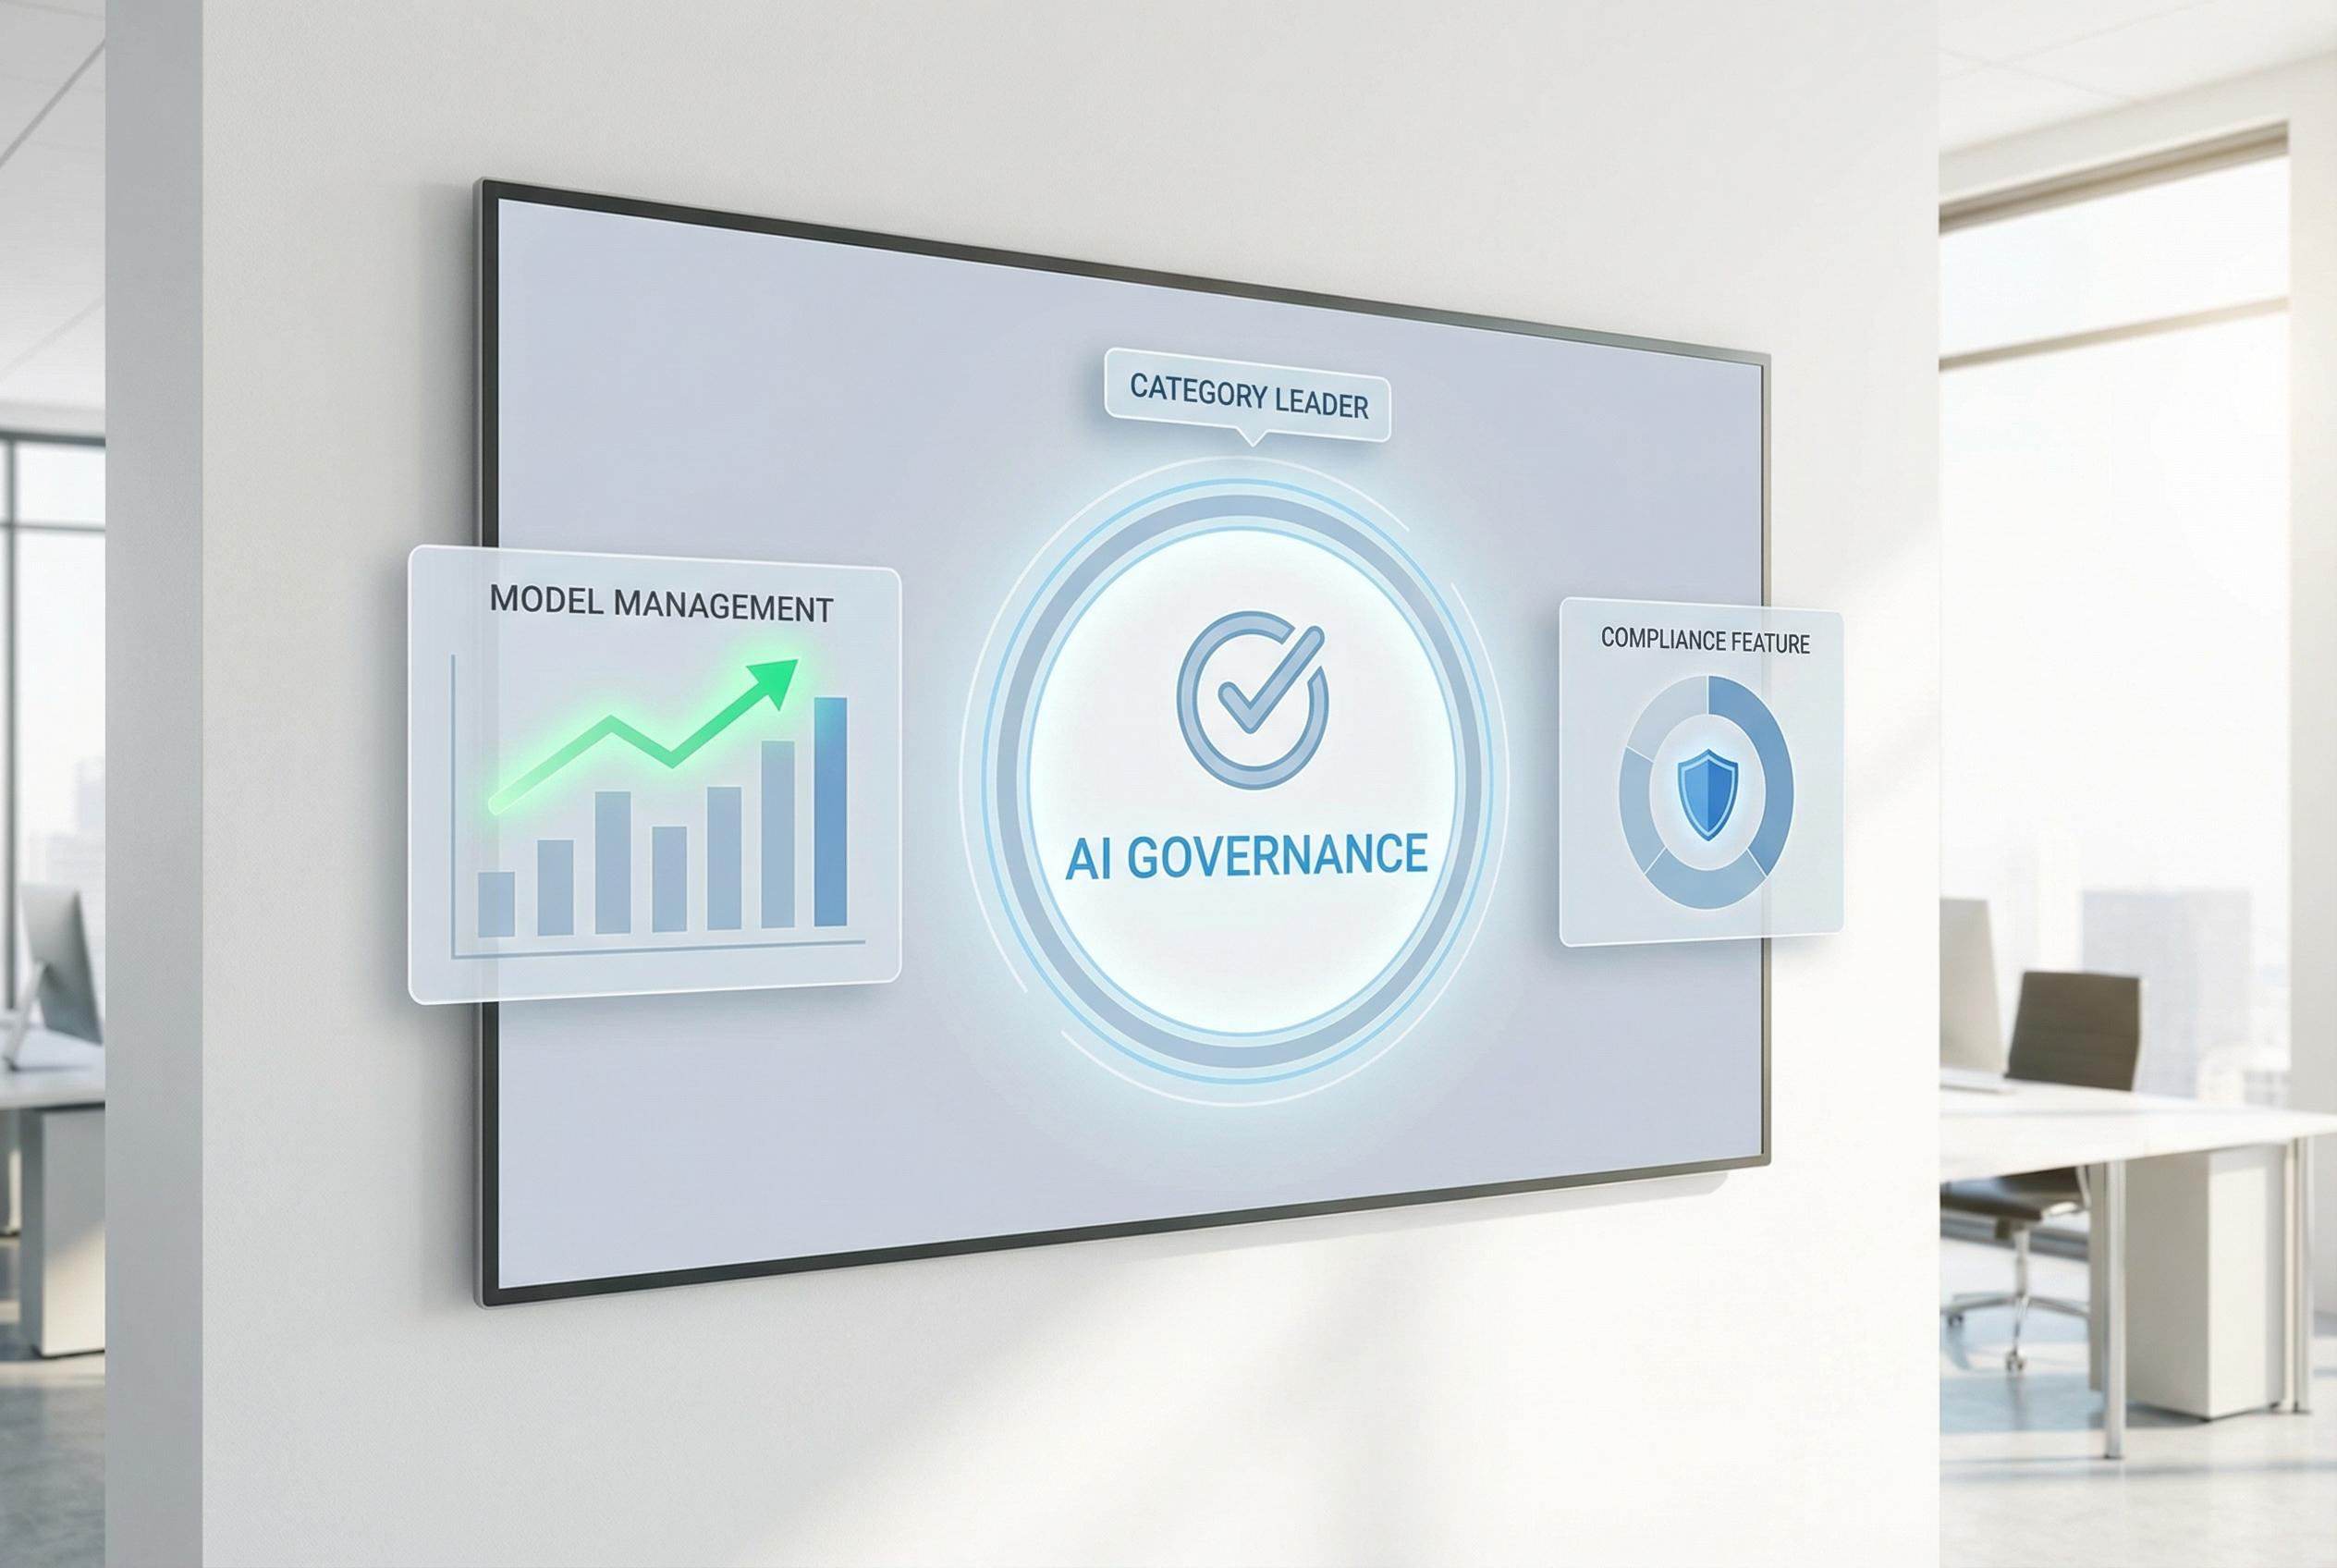 CATEGORY LEADER
MODEL MANAGEMENT
AI GOVERNANCE
COMPLIANCE FEATURE